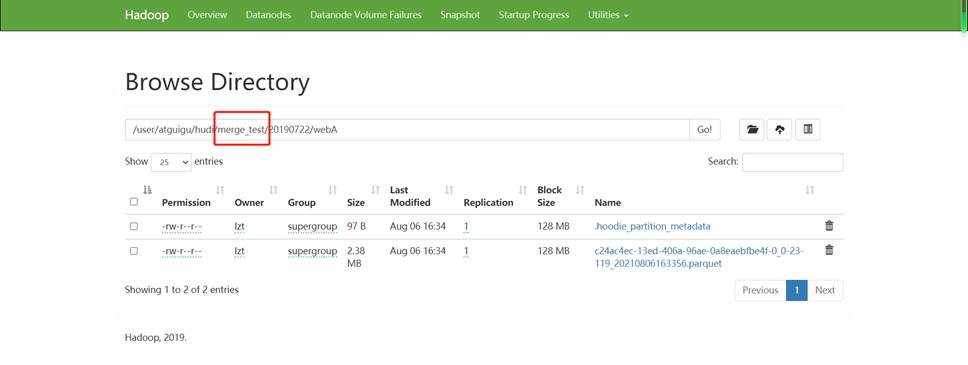 Hadoop Overview Datanodes Datanode Volume Failures Snapshot Startup Progress Utilities
Browse Directory
/user/atguigu/hudi/merge_test/20190722/webA Go!
Show 25 entries Search:
Permission Owner Group Size Last Modified Replication Block Size Name
-rw-r--r-- lzt supergroup 97 B Aug 06 16:34 1 128 MB .hoodie_partition_metadata
-rw-r--r-- lzt supergroup 2.38 MB Aug 06 16:34 1 128 MB c24ac4ec-13ed-406a-96ae-0a8eaebfbe4f-0_0-23-
119_20210806163356.parquet
Showing 1 to 2 of 2 entries Previous 1 Next
Hadoop, 2019.